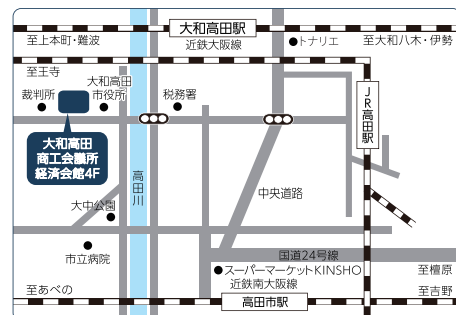 大和高田駅
至上本町・難波
近鉄大阪線
トナリエ
至大和八木・伊勢
至王寺
JR高田駅
裁判所
大和高田
市役所
税務署
大和高田
商工会議所
経済会館4F
高田川
中央道路
大中公園
市立病院
国道24号線
スーパーマーケットKINSHO
至橿原
至あべの
近鉄南大阪線
高田市駅
至吉野